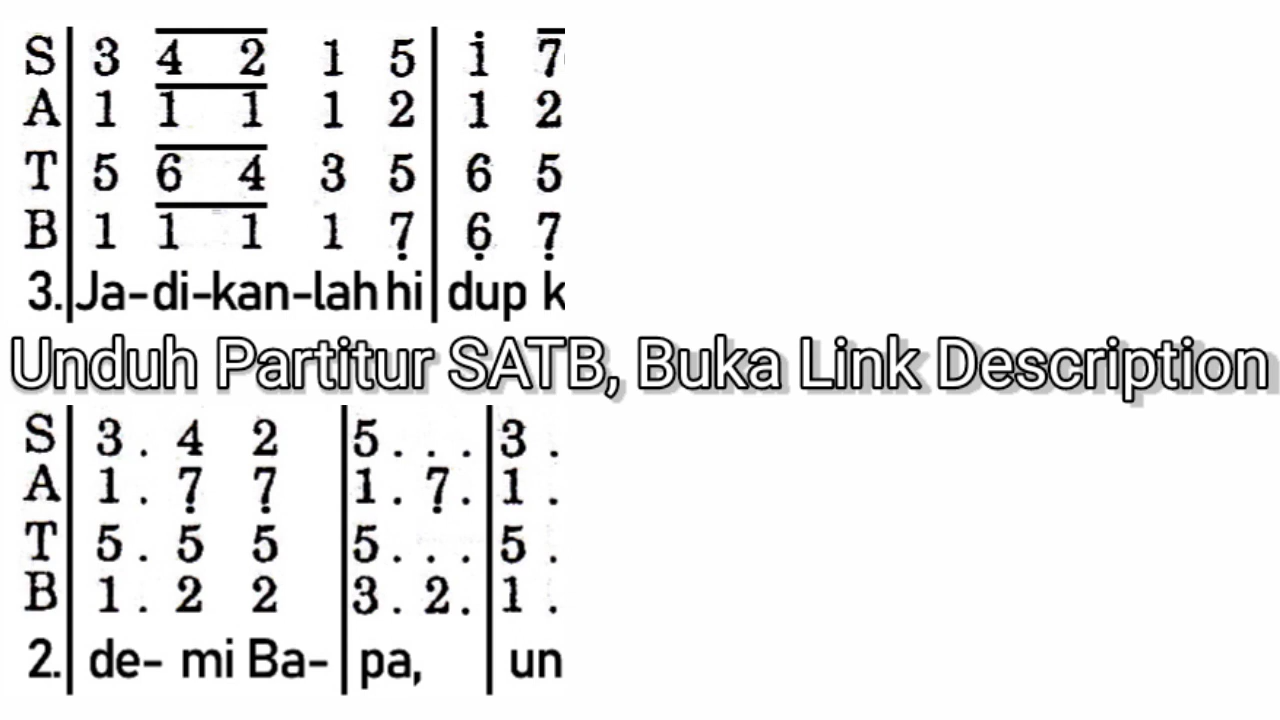 S 3 4 2 1 5 i 7
A 1 1 1 1 2 1 2
T 5 6 4 3 5 6 5
B 1 1 1 1 7̣ 6̣ 7̣
3. Ja-di-kan-lah hi dup k
Unduh Partitur SATB, Buka Link Description
S 3 . 4 2 5 . . . 3 .
A 1 . 7̣ 7̣ 1 . 7̣ . 1 .
T 5 . 5 5 5 . . . 5 .
B 1 . 2 2 3 . 2 . 1 .
2. de- mi Ba- pa, un